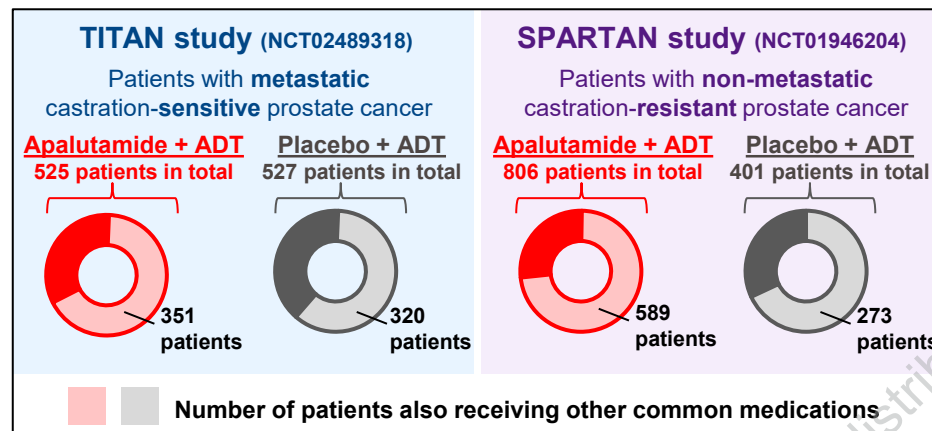 TITAN study (NCT02489318)
Patients with metastatic
castration-sensitive prostate cancer
Apalutamide + ADT
525 patients in total
Placebo + ADT
527 patients in total
351
patients
320
patients
SPARTAN study (NCT01946204)
Patients with non-metastatic
castration-resistant prostate cancer
Apalutamide + ADT
806 patients in total
Placebo + ADT
401 patients in total
589
patients
273
patients
Number of patients also receiving other common medications